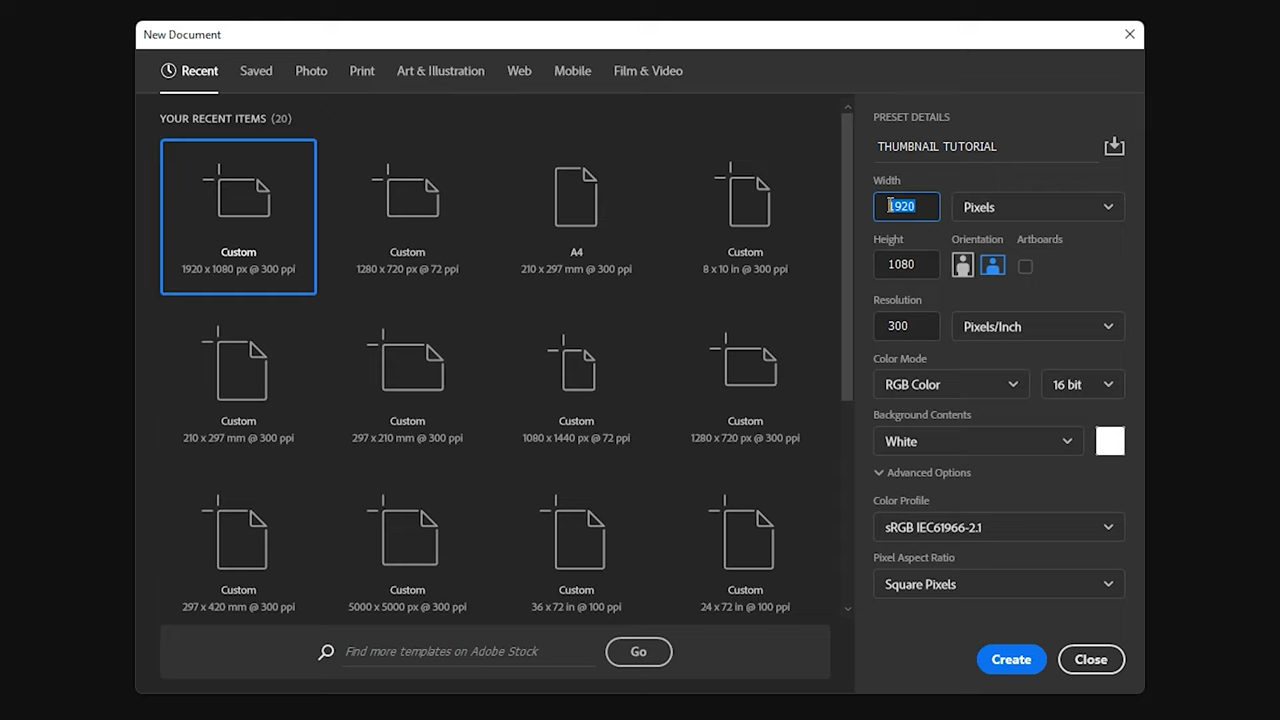 New Document
Recent Saved Photo Print Art & Illustration Web Mobile Film & Video
YOUR RECENT ITEMS (20)
Custom
1920 x 1080 px @ 300 ppi
Custom
1280 x 720 px @ 72 ppi
A4
210 x 297 mm @ 300 ppi
Custom
8 x 10 in @ 300 ppi
Custom
210 x 297 mm @ 300 ppi
Custom
297 x 210 mm @ 300 ppi
Custom
1080 x 1440 px @ 72 ppi
Custom
1280 x 720 px @ 300 ppi
Custom
297 x 420 mm @ 300 ppi
Custom
5000 x 5000 px @ 300 ppi
Custom
36 x 72 in @ 100 ppi
Custom
24 x 72 in @ 100 ppi
Find more templates on Adobe Stock
Go
PRESET DETAILS
THUMBNAIL TUTORIAL
Width
1920 Pixels
Height Orientation Artboards
1080
Resolution
300 Pixels/Inch
Color Mode
RGB Color 16 bit
Background Contents
White
Advanced Options
Color Profile
sRGB IEC61966-2.1
Pixel Aspect Ratio
Square Pixels
Create Close